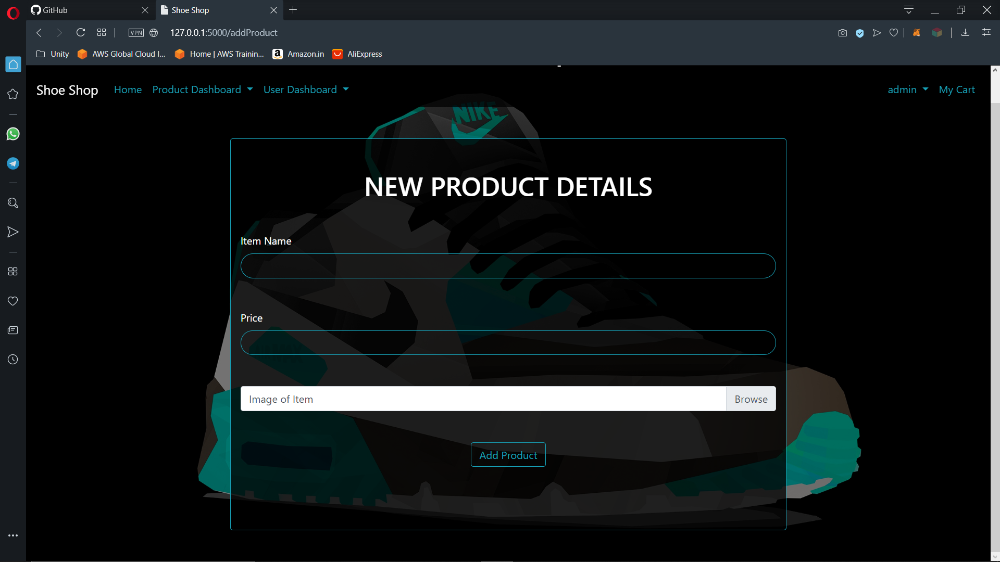 GitHub
Shoe Shop
VPN
127.0.0.1:5000/addProduct
Unity
AWS Global Cloud I...
Home | AWS Trainin...
Amazon.in
AliExpress
Shoe Shop
Home
Product Dashboard
User Dashboard
admin
My Cart
NIKE
NEW PRODUCT DETAILS
Item Name
Price
Image of Item
Browse
Add Product